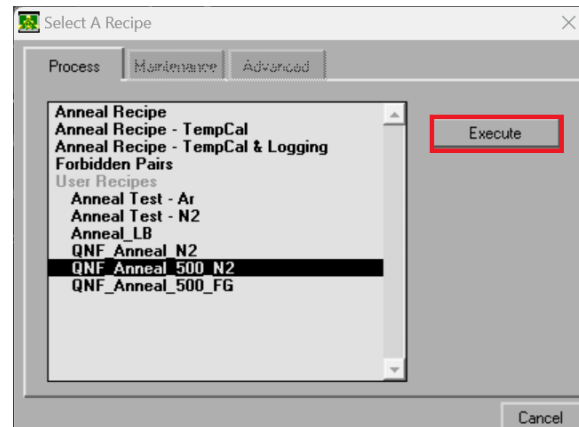 Select A Recipe
Process Maintenance Advanced
Anneal Recipe
Anneal Recipe - TempCal
Anneal Recipe - TempCal & Logging
Forbidden Pairs
User Recipes
Anneal Test - Ar
Anneal Test - N2
Anneal_LB
QNF_Anneal_N2
QNF_Anneal_500_N2
QNF_Anneal_500_FG
Execute
Cancel